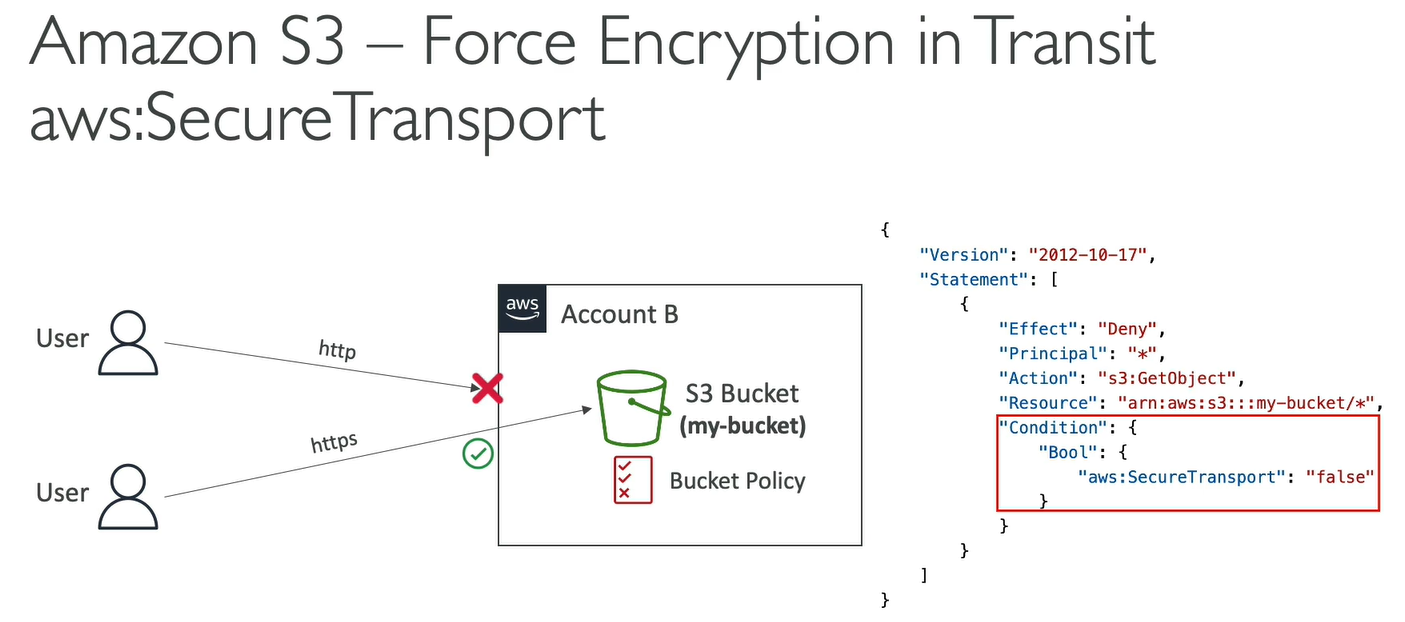 Amazon S3 – Force Encryption in Transit
aws:SecureTransport
User
http
https
User
aws
Account B
S3 Bucket
(my-bucket)
Bucket Policy
{
"Version": "2012-10-17",
"Statement": [
{
"Effect": "Deny",
"Principal": "*",
"Action": "s3:GetObject",
"Resource": "arn:aws:s3:::my-bucket/*",
"Condition": {
"Bool": {
"aws:SecureTransport": "false"
}
}
}
]
}